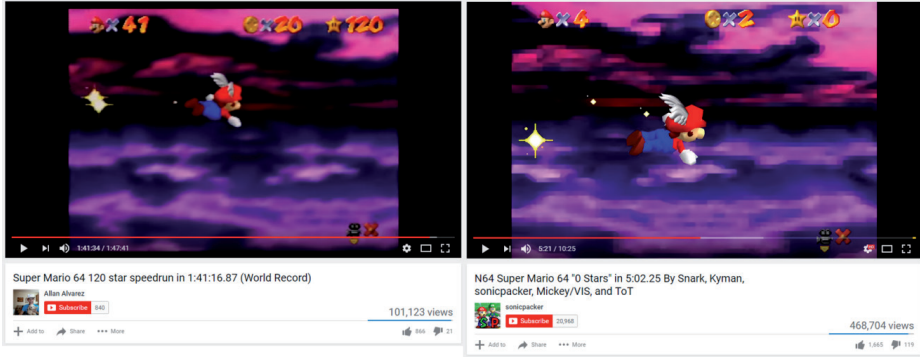 ×41 ×20 ×120
1:41:34 / 1:47:41
Super Mario 64 120 star speedrun in 1:41:16.87 (World Record)
Allan Alvarez
Subscribe 840
101,123 views
Add to Share More 866 21
×4 ×2 ×0
5:21 / 10:25
N64 Super Mario 64 "0 Stars" in 5:02.25 By Snark, Kyman,
sonicpacker, Mickey/VIS, and ToT
sonicpacker
Subscribe 20,968
468,704 views
Add to Share More 1,665 119